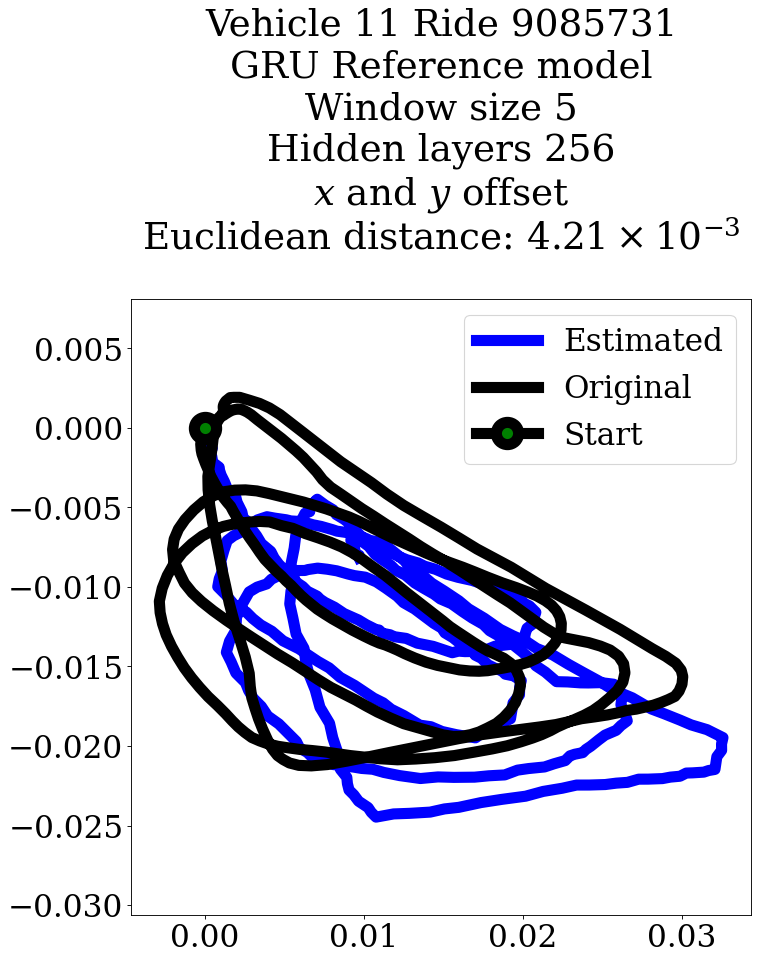 Vehicle 11 Ride 9085731
GRU Reference model
Window size 5
Hidden layers 256
x and y offset
Euclidean distance: 4.21 × 10⁻³
Estimated
Original
Start
0.005
0.000
−0.005
−0.010
−0.015
−0.020
−0.025
−0.030
0.00 0.01 0.02 0.03